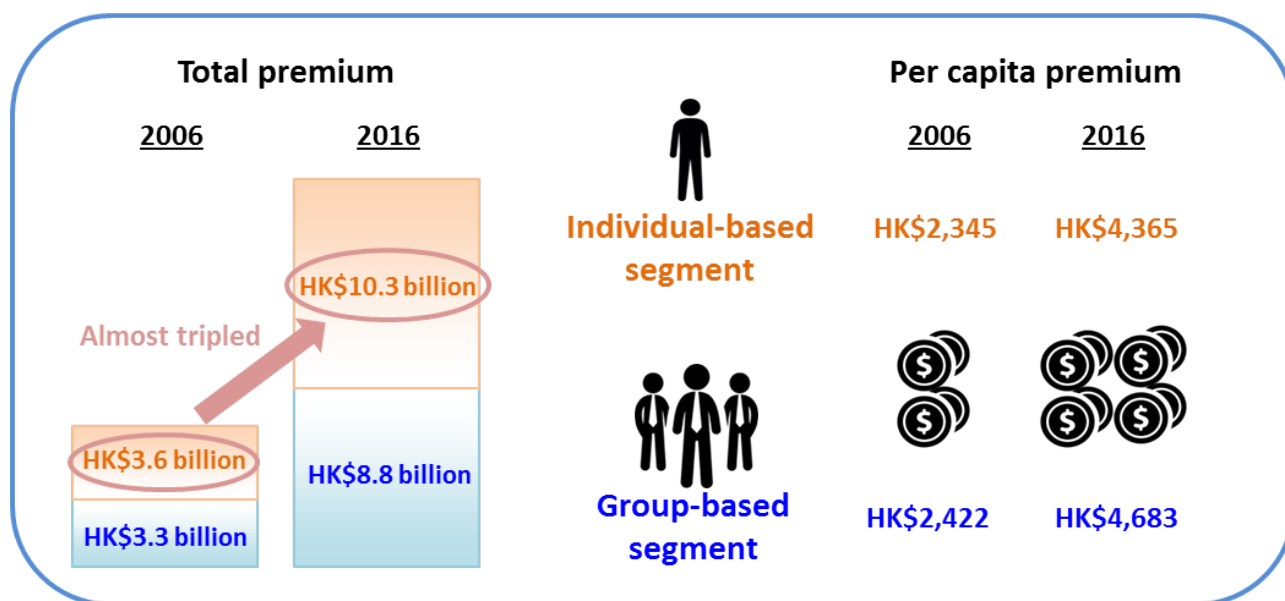 Total premium
2006
2016
HK$10.3 billion
Almost tripled
HK$3.6 billion
HK$8.8 billion
HK$3.3 billion
Individual-based
segment
Group-based
segment
Per capita premium
2006
2016
HK$2,345
HK$4,365
$
$
$
$
$
$
HK$2,422
HK$4,683